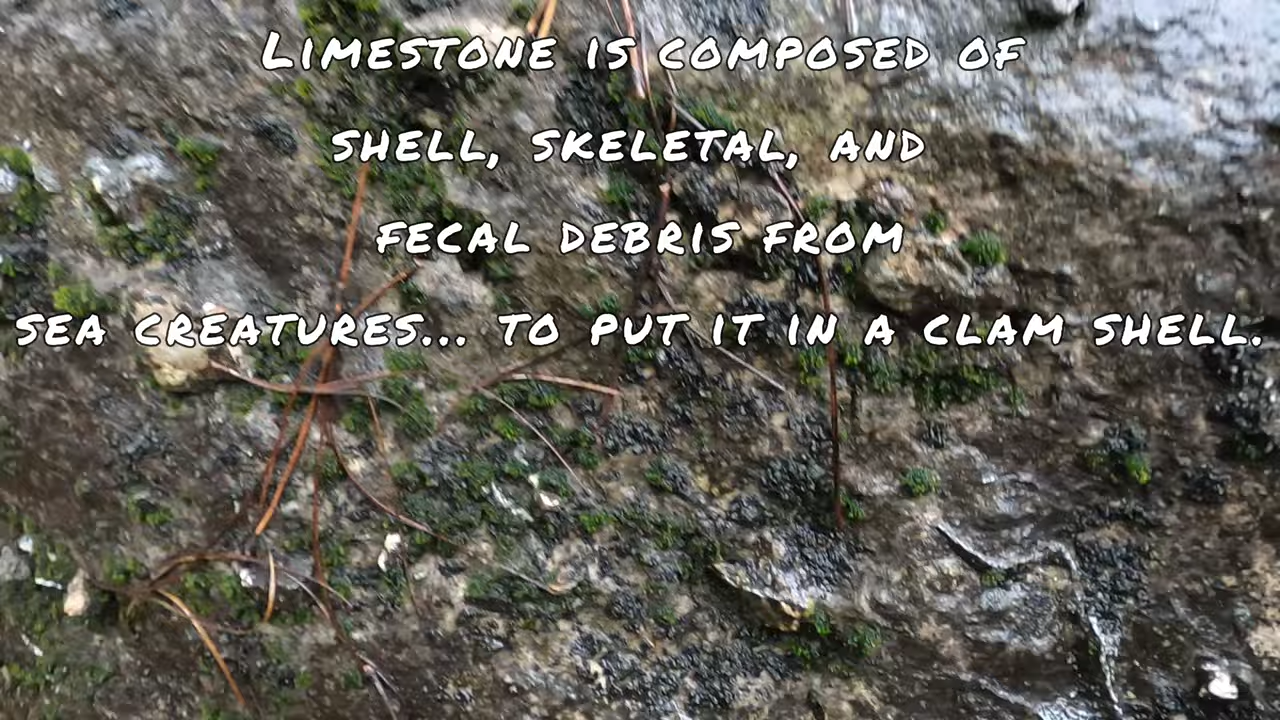 Limestone is composed of
shell, skeletal, and
fecal debris from
sea creatures... to put it in a clam shell.